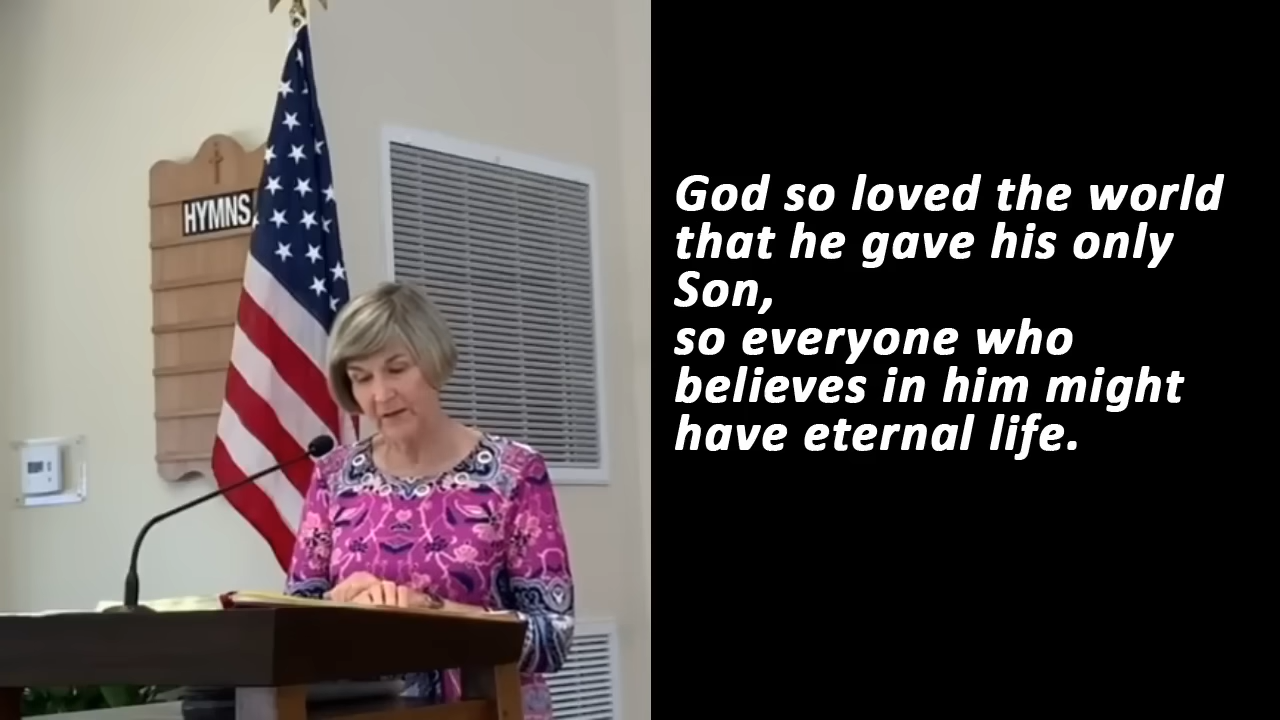 HYMNS
God so loved the world
that he gave his only
Son,
so everyone who
believes in him might
have eternal life.